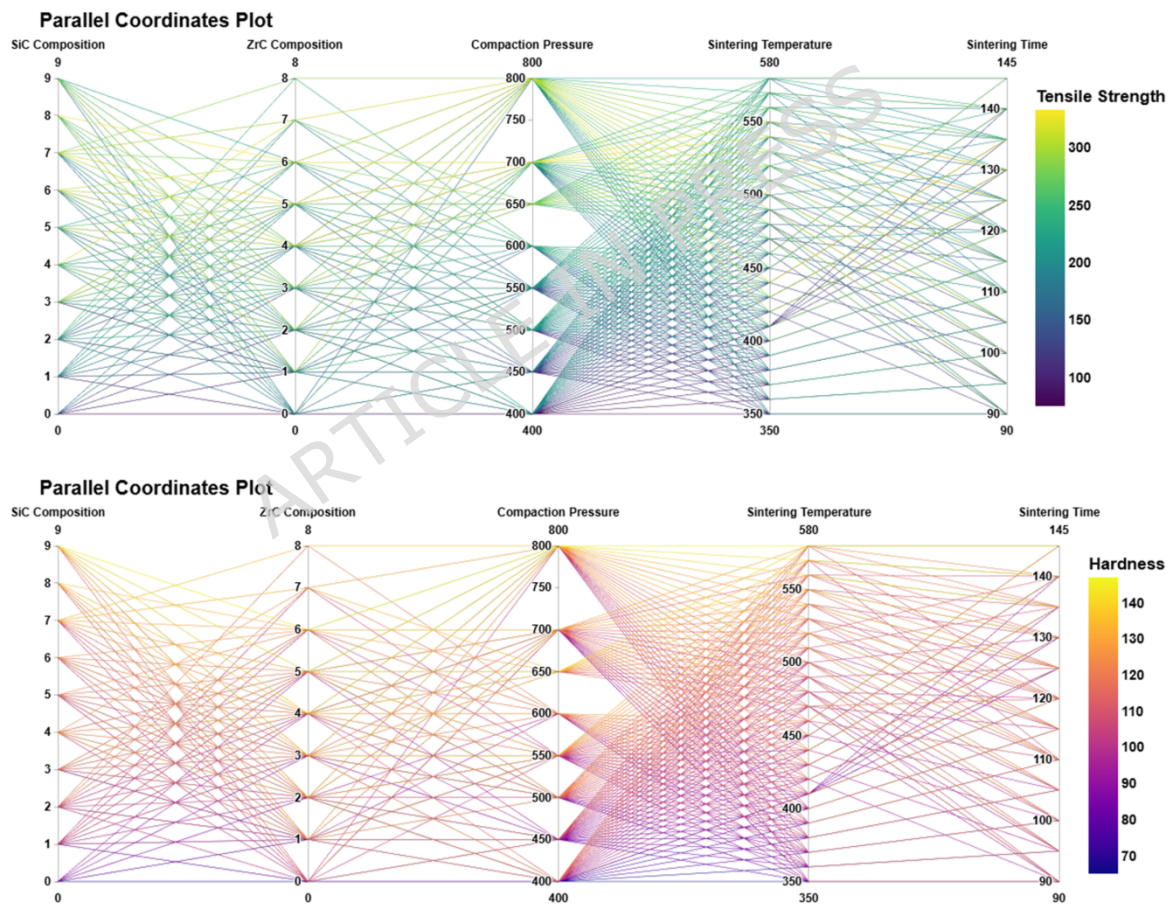 Parallel Coordinates Plot
SiC Composition ZrC Composition Compaction Pressure Sintering Temperature Sintering Time
9 8 800 580 145
Tensile Strength
9 8 7 6 5 4 3 2 1 0
8 7 6 5 4 3 2 1 0
800 750 700 650 600 550 500 450 400
550 500 450 400 350
140 130 120 110 100 90
300
250
200
150
100
0 0 400 350 90
ARTICLE IN PRESS
Parallel Coordinates Plot
SiC Composition ZrC Composition Compaction Pressure Sintering Temperature Sintering Time
9 8 800 580 145
Hardness
9 8 7 6 5 4 3 2 1 0
8 7 6 5 4 3 2 1 0
800 750 700 650 600 550 500 450 400
550 500 450 400 350
140 130 120 110 100 90
140
130
120
110
100
90
80
70
0 0 400 350 90